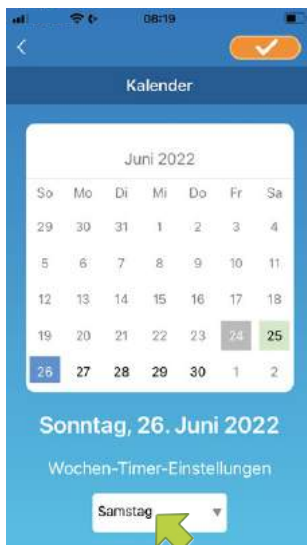 08:19
Kalender
Juni 2022
So Mo Di Mi Do Fr Sa
29 30 31 1 2 3 4
5 6 7 8 9 10 11
12 13 14 15 16 17 18
19 20 21 22 23 24 25
26 27 28 29 30 1 2
Sonntag, 26. Juni 2022
Wochen-Timer-Einstellungen
Samstag